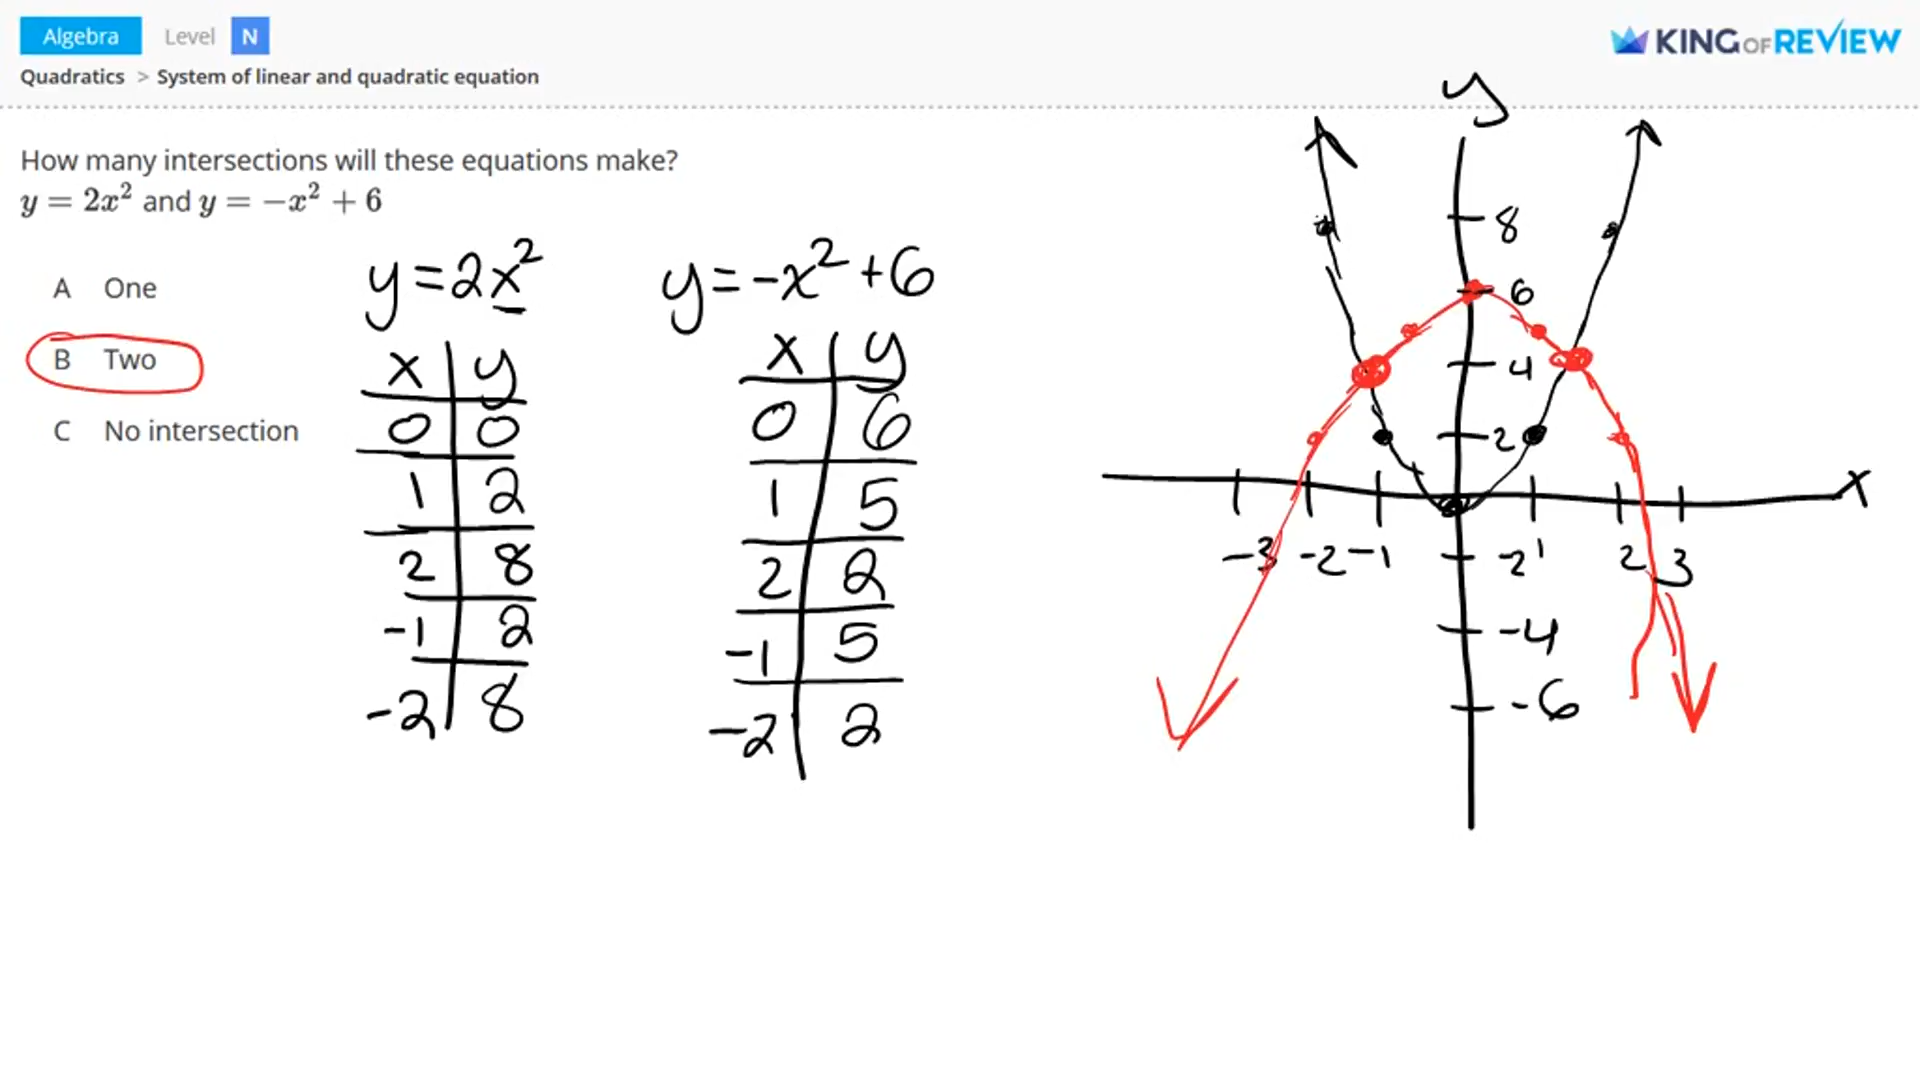 Algebra Level N
KINGOFREVIEW
Quadratics > System of linear and quadratic equation
How many intersections will these equations make?
y = 2x² and y = −x² + 6
A One
B Two
C No intersection
y=2x²
x y
0 0
1 2
2 8
-1 2
-2 8
y=-x²+6
x y
0 6
1 5
2 2
-1 5
-2 2
y
8
6
4
2
x
-3 -2 -1 1 2 3
-2
-4
-6